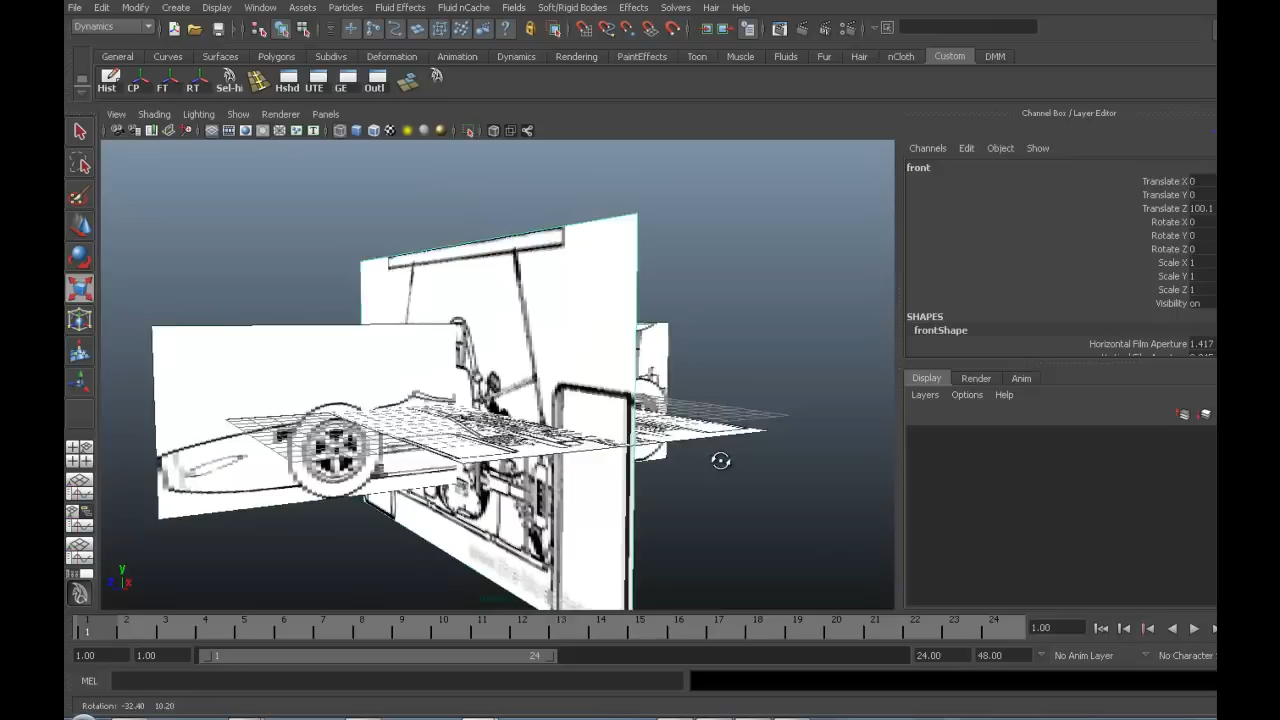 File Edit Modify Create Display Window Assets Particles Fluid Effects Fluid nCache Fields Soft/Rigid Bodies Effects Solvers Hair Help
Dynamics
General Curves Surfaces Polygons Subdivs Deformation Animation Dynamics Rendering PaintEffects Toon Muscle Fluids Fur Hair nCloth Custom DMM
Hist CP FT RT Sel-hi Hshd UTE GE Outl
View Shading Lighting Show Renderer Panels
Channel Box / Layer Editor
Channels Edit Object Show
front
Translate X 0
Translate Y 0
Translate Z 100.1
Rotate X 0
Rotate Y 0
Rotate Z 0
Scale X 1
Scale Y 1
Scale Z 1
Visibility on
SHAPES
frontShape
Horizontal Film Aperture 1.417
Display Render Anim
Layers Options Help
y
z x
1 2 3 4 5 6 7 8 9 10 11 12 13 14 15 16 17 18 19 20 21 22 23 24
1
1.00
1.00 1.00 1 24 24.00 48.00 No Anim Layer No Character
MEL
Rotation: -32.40 10.20